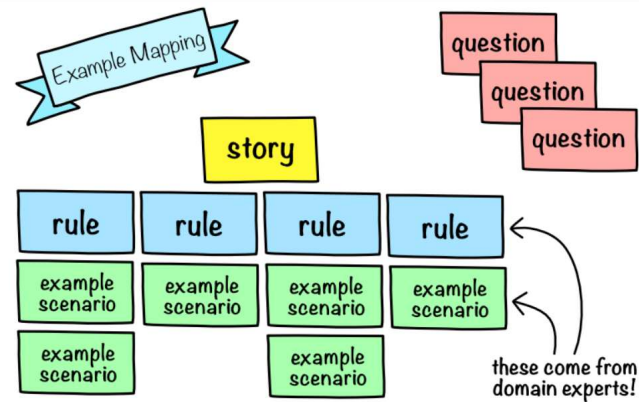 Example Mapping
question
question
question
story
rule
rule
rule
rule
example
scenario
example
scenario
example
scenario
example
scenario
example
scenario
example
scenario
these come from
domain experts!